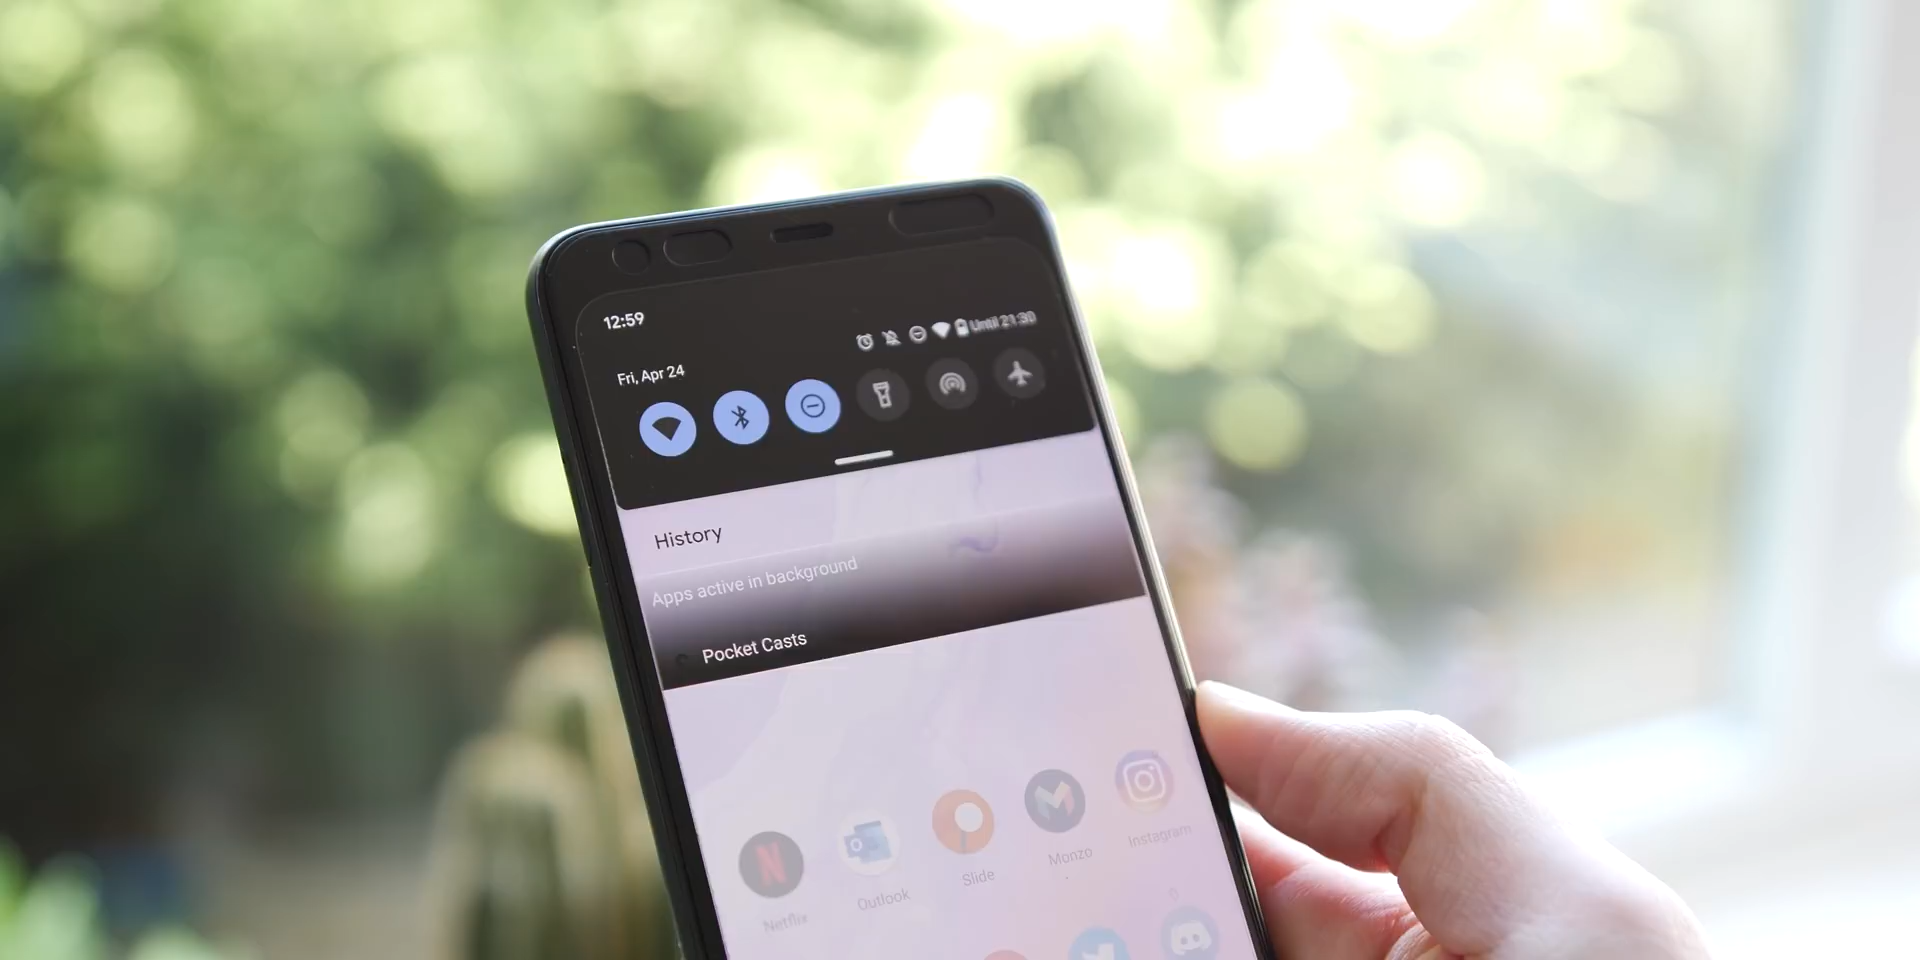 12:59
Until 21:30
Fri, Apr 24
History
Apps active in background
Pocket Casts
N
Netflix
Outlook
Slide
Monzo
Instagram